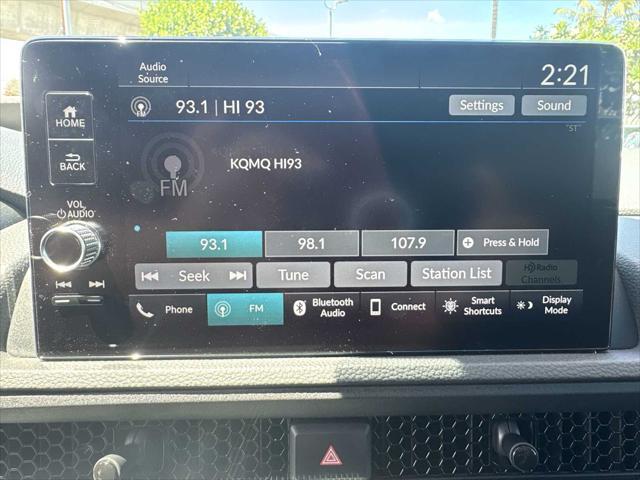 Audio
Source
2:21
FM
93.1 | HI 93
Settings
Sound
ST
HOME
BACK
KQMQ HI93
FM
VOL
AUDIO
93.1
98.1
107.9
Press & Hold
Seek
Tune
Scan
Station List
HD Radio
Channels
Phone
FM
Bluetooth
Audio
Connect
Smart
Shortcuts
Display
Mode